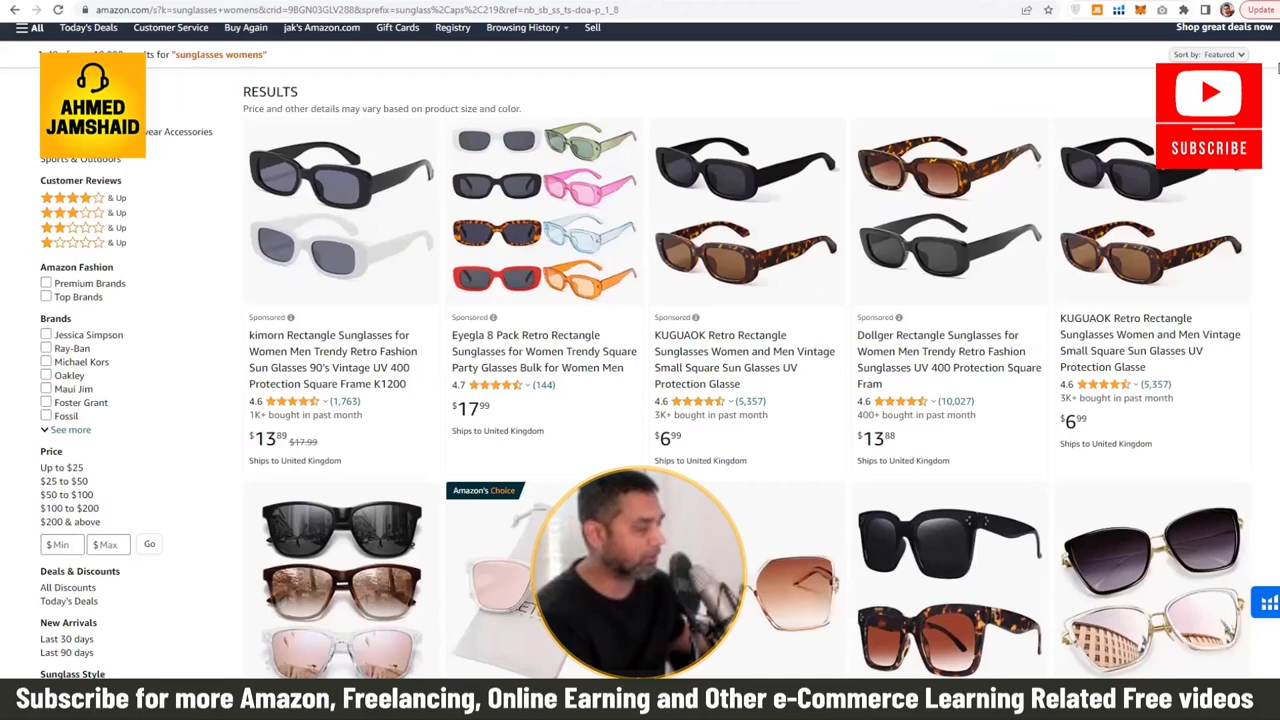 amazon.com/s?k=sunglasses+womens&crid=9BGN03GLV288&sprefix=sunglass%2Caps%2C219&ref=nb_sb_ss_ts-doa-p_1_8
Update
All Today's Deals Customer Service Buy Again jak's Amazon.com Gift Cards Registry Browsing History Sell
Shop great deals now
"sunglasses womens"
Sort by: Featured
AHMED
JAMSHAID
SUBSCRIBE
RESULTS
Price and other details may vary based on product size and color.
Accessories
Sports & Outdoors
Customer Reviews
& Up
& Up
& Up
& Up
Amazon Fashion
Premium Brands
Top Brands
Brands
Jessica Simpson
Ray-Ban
Michael Kors
Oakley
Maui Jim
Foster Grant
Fossil
See more
Price
Up to $25
$25 to $50
$50 to $100
$100 to $200
$200 & above
$ Min $ Max Go
Deals & Discounts
All Discounts
Today's Deals
New Arrivals
Last 30 days
Last 90 days
Sunglass Style
Sponsored
kimorn Rectangle Sunglasses for
Women Men Trendy Retro Fashion
Sun Glasses 90's Vintage UV 400
Protection Square Frame K1200
4.6 (1,763)
1K+ bought in past month
$13 89 $17.99
Ships to United Kingdom
Sponsored
Eyegla 8 Pack Retro Rectangle
Sunglasses for Women Trendy Square
Party Glasses Bulk for Women Men
4.7 (144)
$17 99
Ships to United Kingdom
Sponsored
KUGUAOK Retro Rectangle
Sunglasses Women and Men Vintage
Small Square Sun Glasses UV
Protection Glasse
4.6 (5,357)
3K+ bought in past month
$6 99
Ships to United Kingdom
Sponsored
Dollger Rectangle Sunglasses for
Women Men Trendy Retro Fashion
Sunglasses UV 400 Protection Square
Fram
4.6 (10,027)
400+ bought in past month
$13 88
Ships to United Kingdom
KUGUAOK Retro Rectangle
Sunglasses Women and Men Vintage
Small Square Sun Glasses UV
Protection Glasse
4.6 (5,357)
3K+ bought in past month
$6 99
Ships to United Kingdom
Amazon's Choice
Subscribe for more Amazon, Freelancing, Online Earning and Other e-Commerce Learning Related Free videos